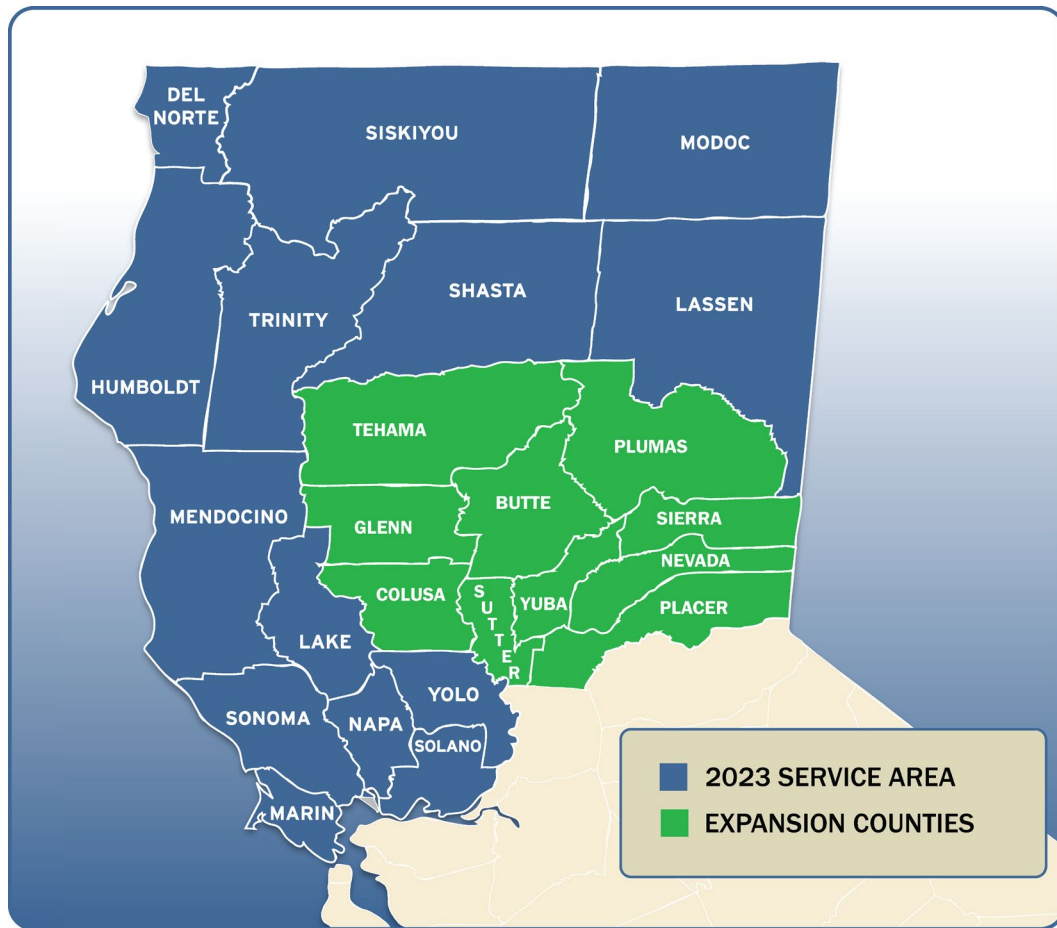 DEL
NORTE
SISKIYOU
MODOC
TRINITY
SHASTA
LASSEN
HUMBOLDT
TEHAMA
PLUMAS
MENDOCINO
GLENN
BUTTE
SIERRA
NEVADA
COLUSA
SUTTER
YUBA
PLACER
LAKE
YOLO
SONOMA
NAPA
SOLANO
MARIN
2023 SERVICE AREA
EXPANSION COUNTIES